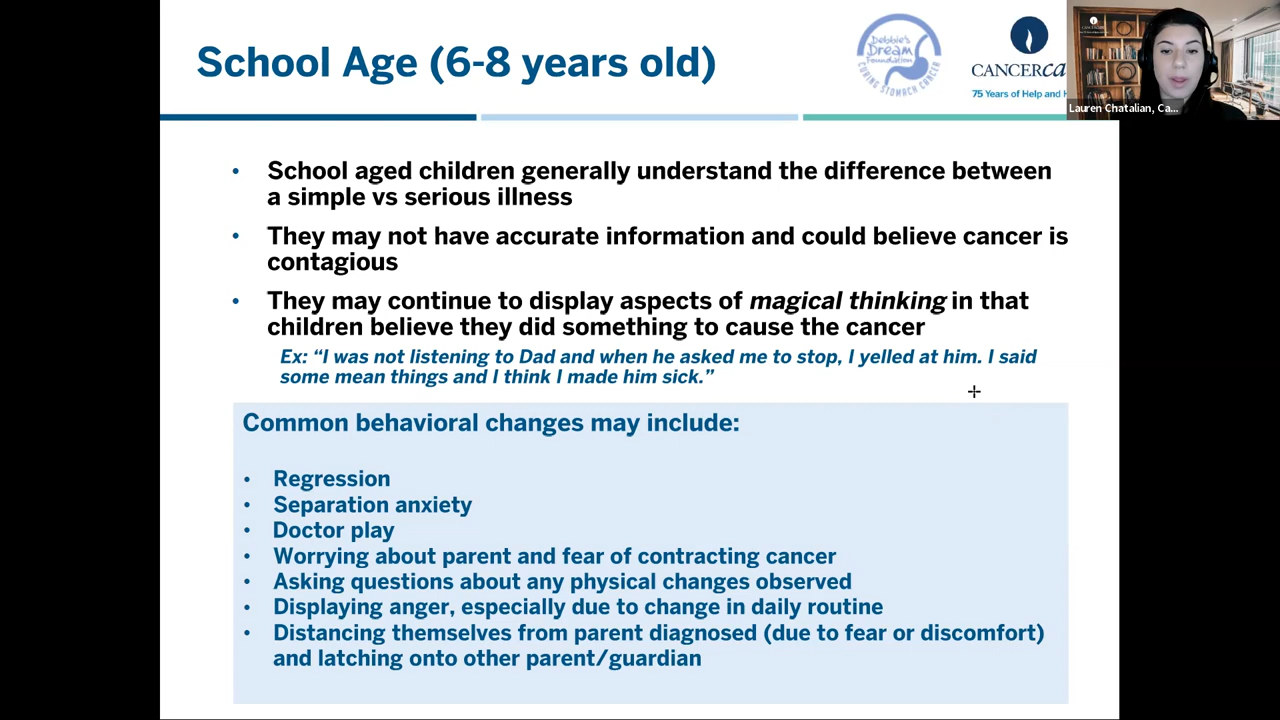 School Age (6-8 years old)
Debbie's
Dream
Foundation
CURING STOMACH CANCER
CANCERca
75 Years of Help and H
Lauren Chatalian, Ca...
• School aged children generally understand the difference between
a simple vs serious illness
• They may not have accurate information and could believe cancer is
contagious
• They may continue to display aspects of magical thinking in that
children believe they did something to cause the cancer
Ex: “I was not listening to Dad and when he asked me to stop, I yelled at him. I said
some mean things and I think I made him sick.”
Common behavioral changes may include:
• Regression
• Separation anxiety
• Doctor play
• Worrying about parent and fear of contracting cancer
• Asking questions about any physical changes observed
• Displaying anger, especially due to change in daily routine
• Distancing themselves from parent diagnosed (due to fear or discomfort)
and latching onto other parent/guardian